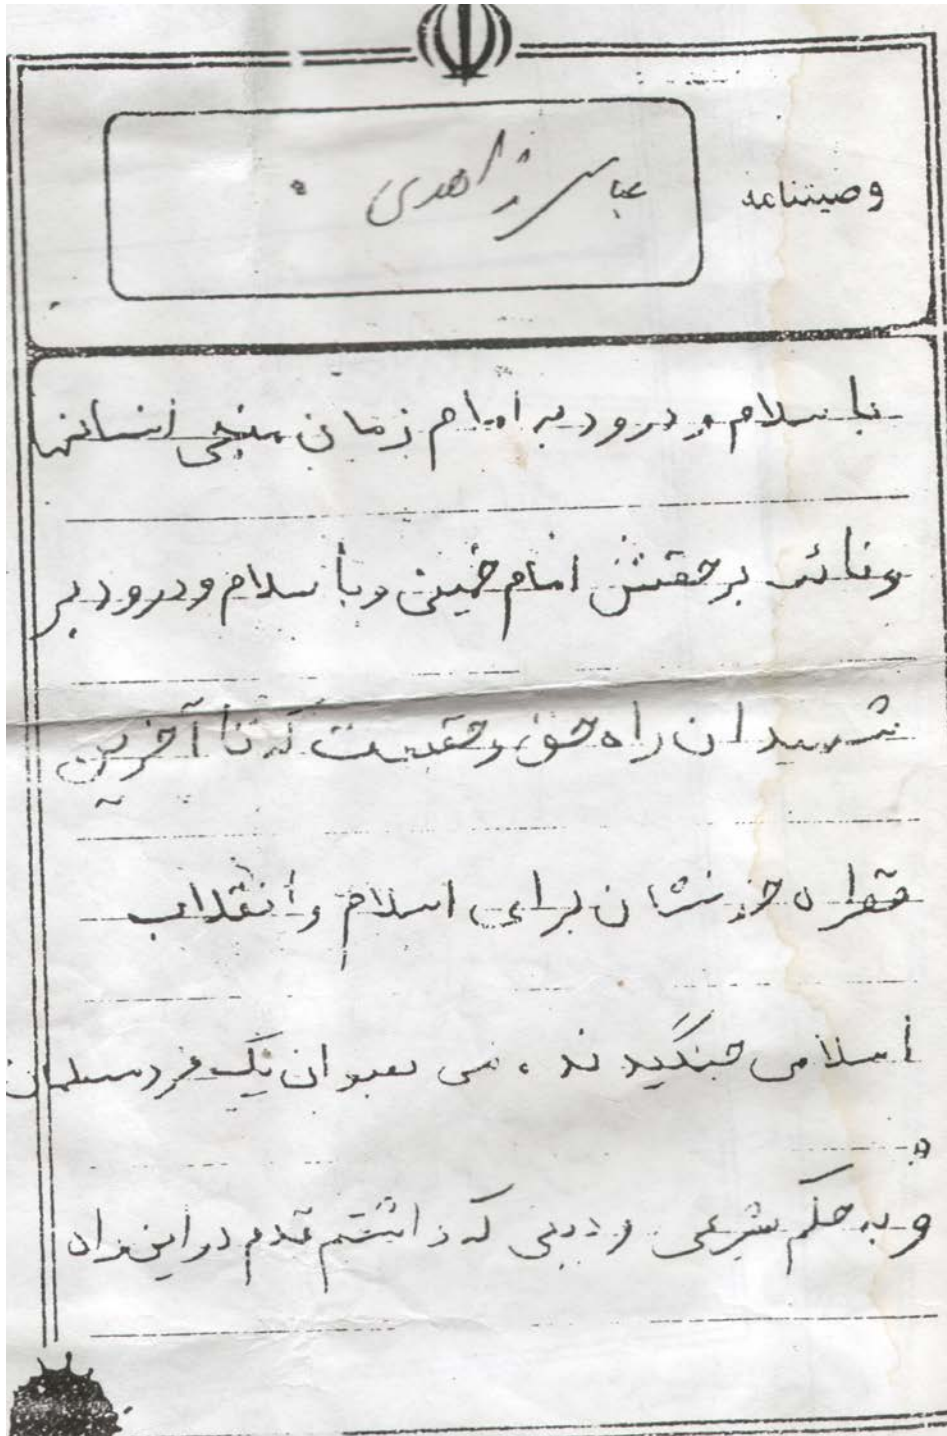 وصیتنامه
عباس زاهدی
با سلام و درود به امام زمان منجی انسانها
و نائب برحقش امام خمینی و با سلام و درود بر
شهیدان راه حق و حقیقت که تا آخرین
قطره خونشان برای اسلام و انقلاب
اسلامی جنگیدند ، من بعنوان یک فرد مسلمان
و به حکم شرعی و دینی که داشتم قدم در این راه